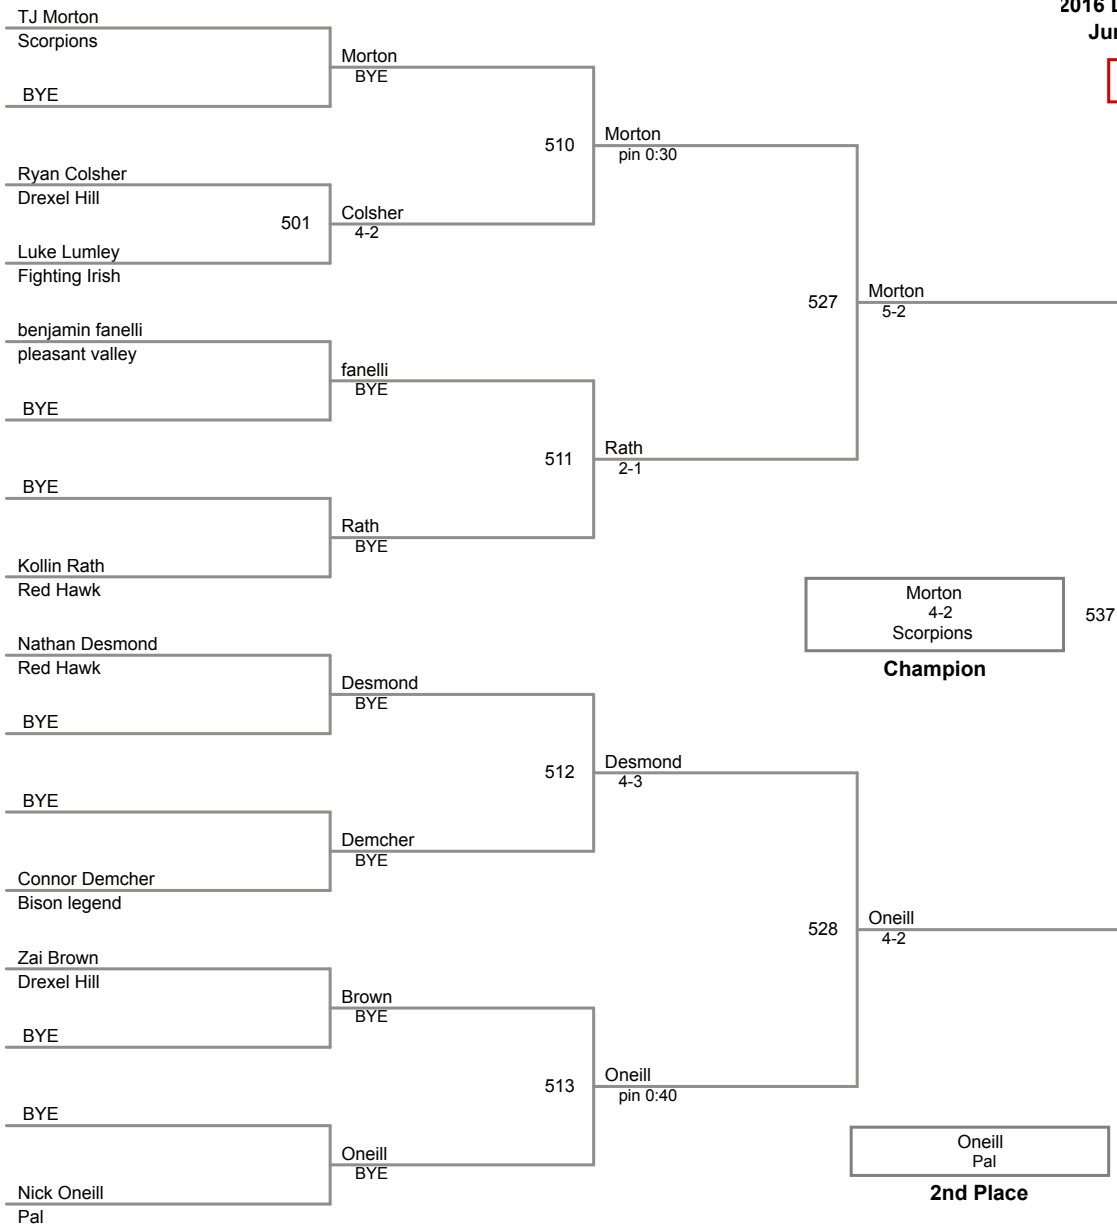 2016
TJ Morton
Scorpions
BYE
Ryan Colsher
Drexel Hill
501
Luke Lumley
Fighting Irish
benjamin fanelli
pleasant valley
BYE
BYE
Kollin Rath
Red Hawk
Nathan Desmond
Red Hawk
BYE
BYE
Connor Demcher
Bison legend
Zai Brown
Drexel Hill
BYE
BYE
Nick Oneill
Pal
Morton
BYE
510
Colsher
4-2
fanelli
BYE
511
Rath
BYE
Desmond
BYE
512
Demcher
BYE
Brown
BYE
513
Oneill
BYE
Morton
pin 0:30
527
Rath
2-1
Desmond
4-3
528
Oneill
pin 0:40
Morton
5-2
Oneill
4-2
Morton
4-2
Scorpions
537
Champion
Oneill
Pal
2nd Place